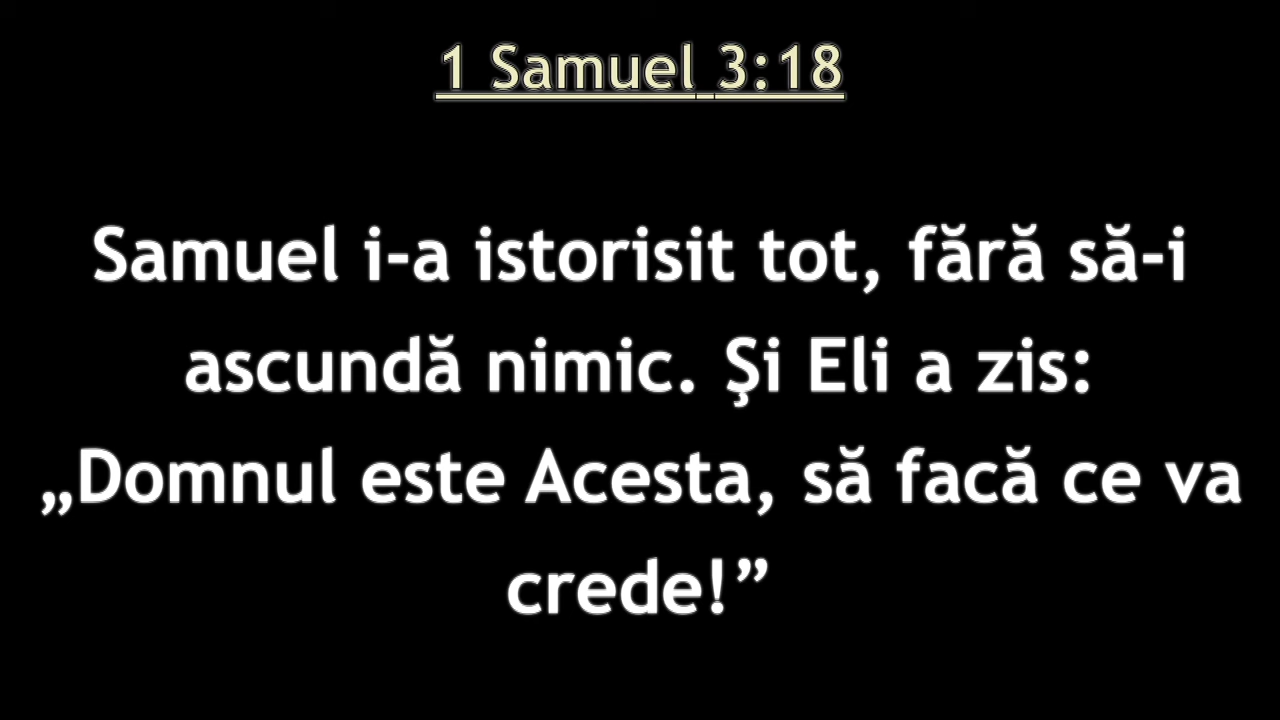 1 Samuel 3:18
Samuel i-a istorisit tot, fără să-i
ascundă nimic. Şi Eli a zis:
„Domnul este Acesta, să facă ce va
crede!”